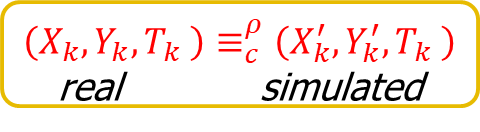 (X_k, Y_k, T_k) ≡_c^ρ (X'_k, Y'_k, T_k)
real simulated